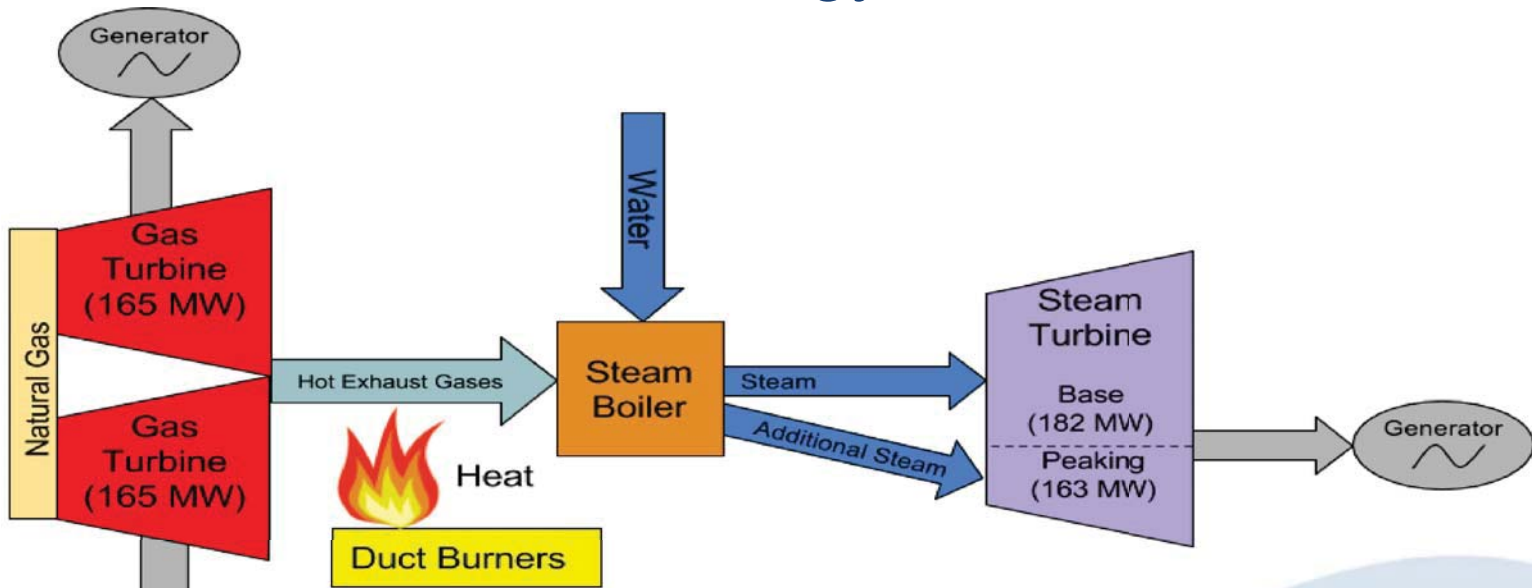 Generator
Gas
Turbine
(165 MW)
Natural Gas
Gas
Turbine
(165 MW)
Hot Exhaust Gases
Heat
Duct Burners
Water
Steam
Boiler
Steam
Additional Steam
Steam
Turbine
Base
(182 MW)
Peaking
(163 MW)
Generator